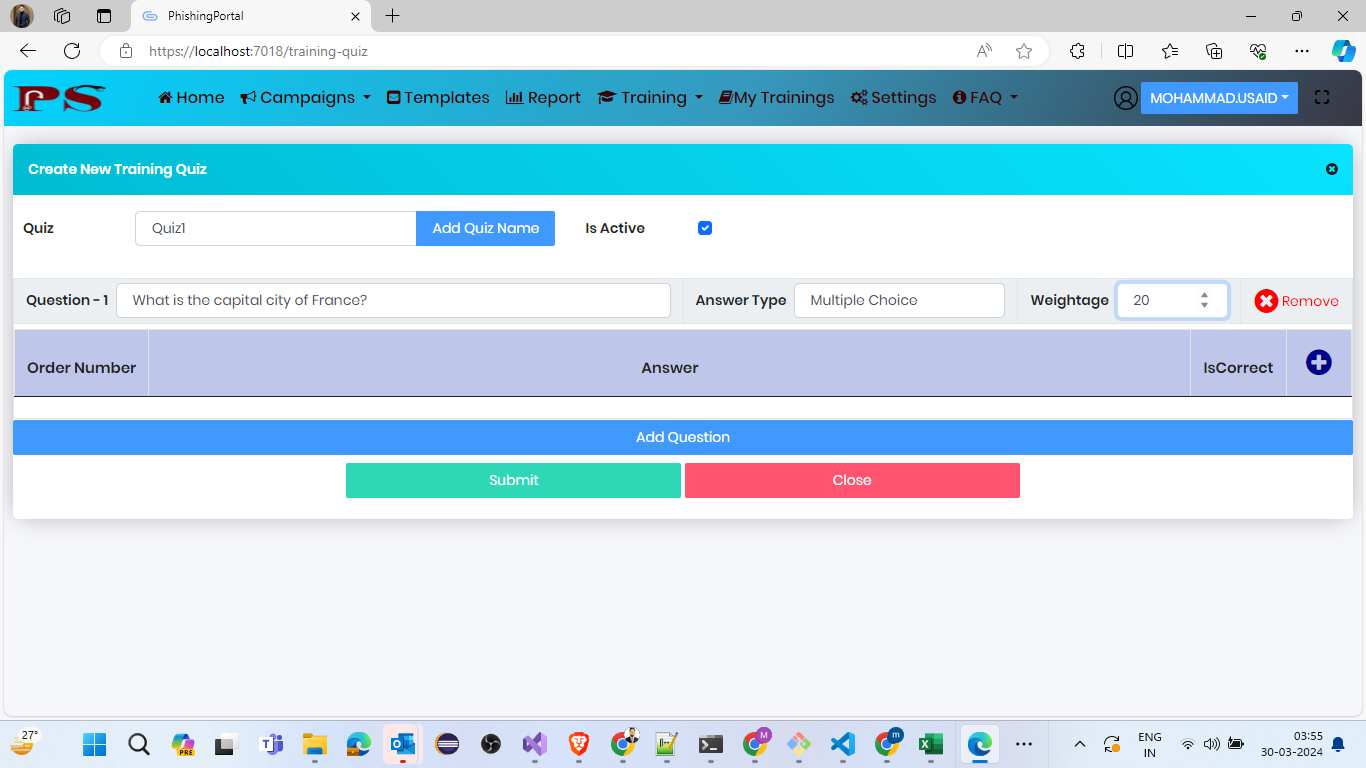 PhishingPortal
https://localhost:7018/training-quiz
PS Home Campaigns Templates Report Training My Trainings Settings FAQ MOHAMMAD.USAID
Create New Training Quiz
Quiz Quiz1 Add Quiz Name Is Active
Question - 1 What is the capital city of France? Answer Type Multiple Choice Weightage 20 Remove
Order Number Answer IsCorrect
Add Question
Submit Close
27°
PRE
M
m
ENG
IN
03:55
30-03-2024